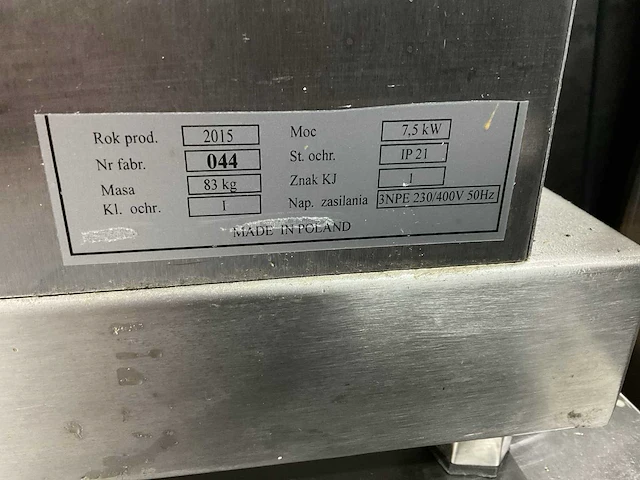 Rok prod. 2015 Moc 7,5 kW
Nr fabr. 044 St. ochr. IP 21
Masa 83 kg Znak KJ 1
Kl. ochr. 1 Nap. zasilania 3NPE 230/400V 50Hz
MADE IN POLAND